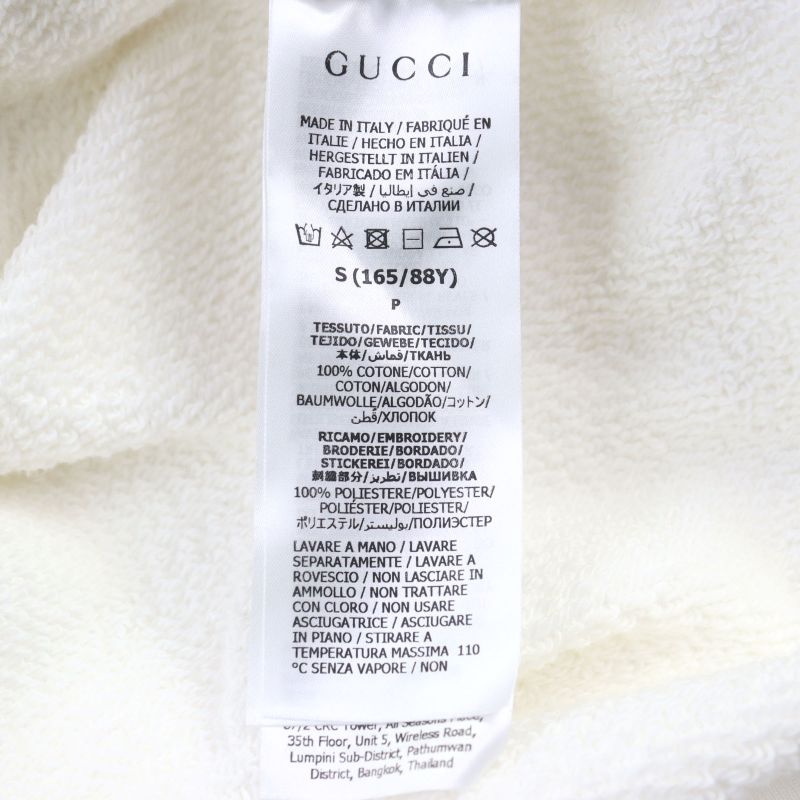 GUCCI
MADE IN ITALY / FABRIQUÉ EN
ITALIE / HECHO EN ITALIA /
HERGESTELLT IN ITALIEN /
FABRICADO EM ITÁLIA /
イタリア製 / صنع في إيطاليا /
СДЕЛАНО В ИТАЛИИ
S (165/88Y)
P
TESSUTO/FABRIC/TISSU/
TEJIDO/GEWEBE/TECIDO/
本体/قماش/ТКАНЬ
100% COTONE/COTTON/
COTON/ALGODON/
BAUMWOLLE/ALGODÃO/コットン/
قطن/ХЛОПОК
RICAMO/EMBROIDERY/
BRODERIE/BORDADO/
STICKEREI/BORDADO/
刺繍部分/تطريز/ВЫШИВКА
100% POLIESTERE/POLYESTER/
POLIÉSTER/POLIESTER/
ポリエステル/بوليستر/ПОЛИЭСТЕР
LAVARE A MANO / LAVARE
SEPARATAMENTE / LAVARE A
ROVESCIO / NON LASCIARE IN
AMMOLLO / NON TRATTARE
CON CLORO / NON USARE
ASCIUGATRICE / ASCIUGARE
IN PIANO / STIRARE A
TEMPERATURA MASSIMA 110
°C SENZA VAPORE / NON
CRC Tower, All Seasons Place,
35th Floor, Unit 5, Wireless Road,
Lumpini Sub-District, Pathumwan
District, Bangkok, Thailand